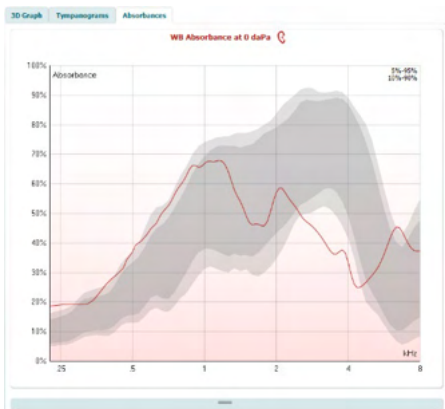 3D Graph Tympanograms Absorbances
WB Absorbance at 0 daPa
100% Absorbance 5%-95%
10%-90%
90%
80%
70%
60%
50%
40%
30%
20%
10%
0% kHz
.25 .5 1 2 4 8